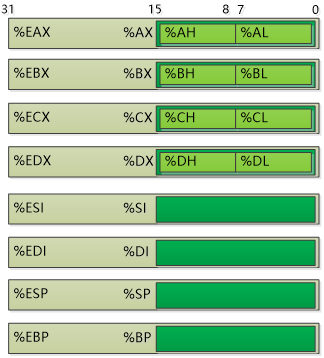 31 15 8 7 0
%EAX %AX %AH %AL
%EBX %BX %BH %BL
%ECX %CX %CH %CL
%EDX %DX %DH %DL
%ESI %SI
%EDI %DI
%ESP %SP
%EBP %BP